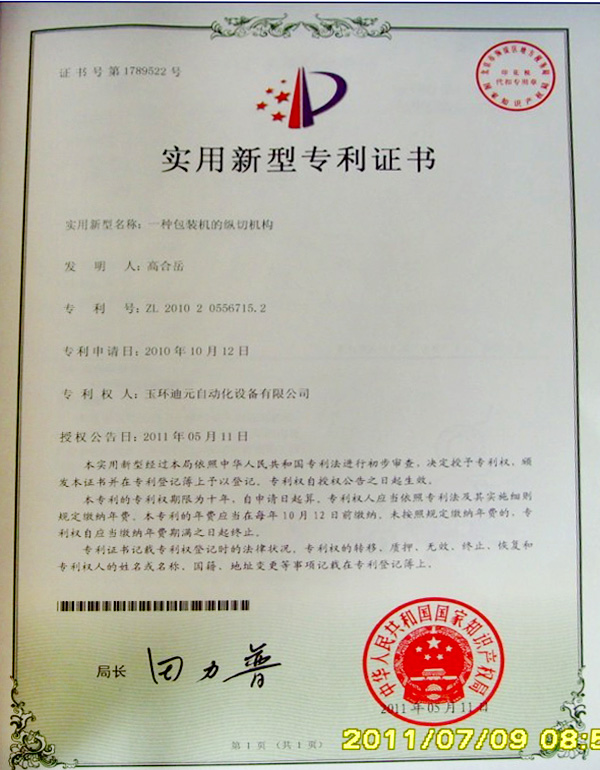 证书号第1789522号
印花税
代扣专用章
实用新型专利证书
实用新型名称：一种包装机的纵切机构
发明人：高合岳
专利号：ZL 2010 2 0556715.2
专利申请日：2010年10月12日
专利权人：玉环迪元自动化设备有限公司
授权公告日：2011年05月11日
本实用新型经过本局依照中华人民共和国专利法进行初步审查，决定授予专利权，颁
发本证书并在专利登记簿上予以登记。专利权自授权公告之日起生效。
本专利的专利权期限为十年，自申请日起算。专利权人应当依照专利法及其实施细则
规定缴纳年费。本专利的年费应当在每年10月12日前缴纳。未按照规定缴纳年费的，专
利权自应当缴纳年费期满之日起终止。
专利证书记载专利权登记时的法律状况。专利权的转移、质押、无效、终止、恢复和
专利权人的姓名或名称、国籍、地址变更等事项记载在专利登记簿上。
局长 田力普
中华人民共和国国家知识产权局
2011年05月11日
第1页（共1页）
2011/07/09 08:5